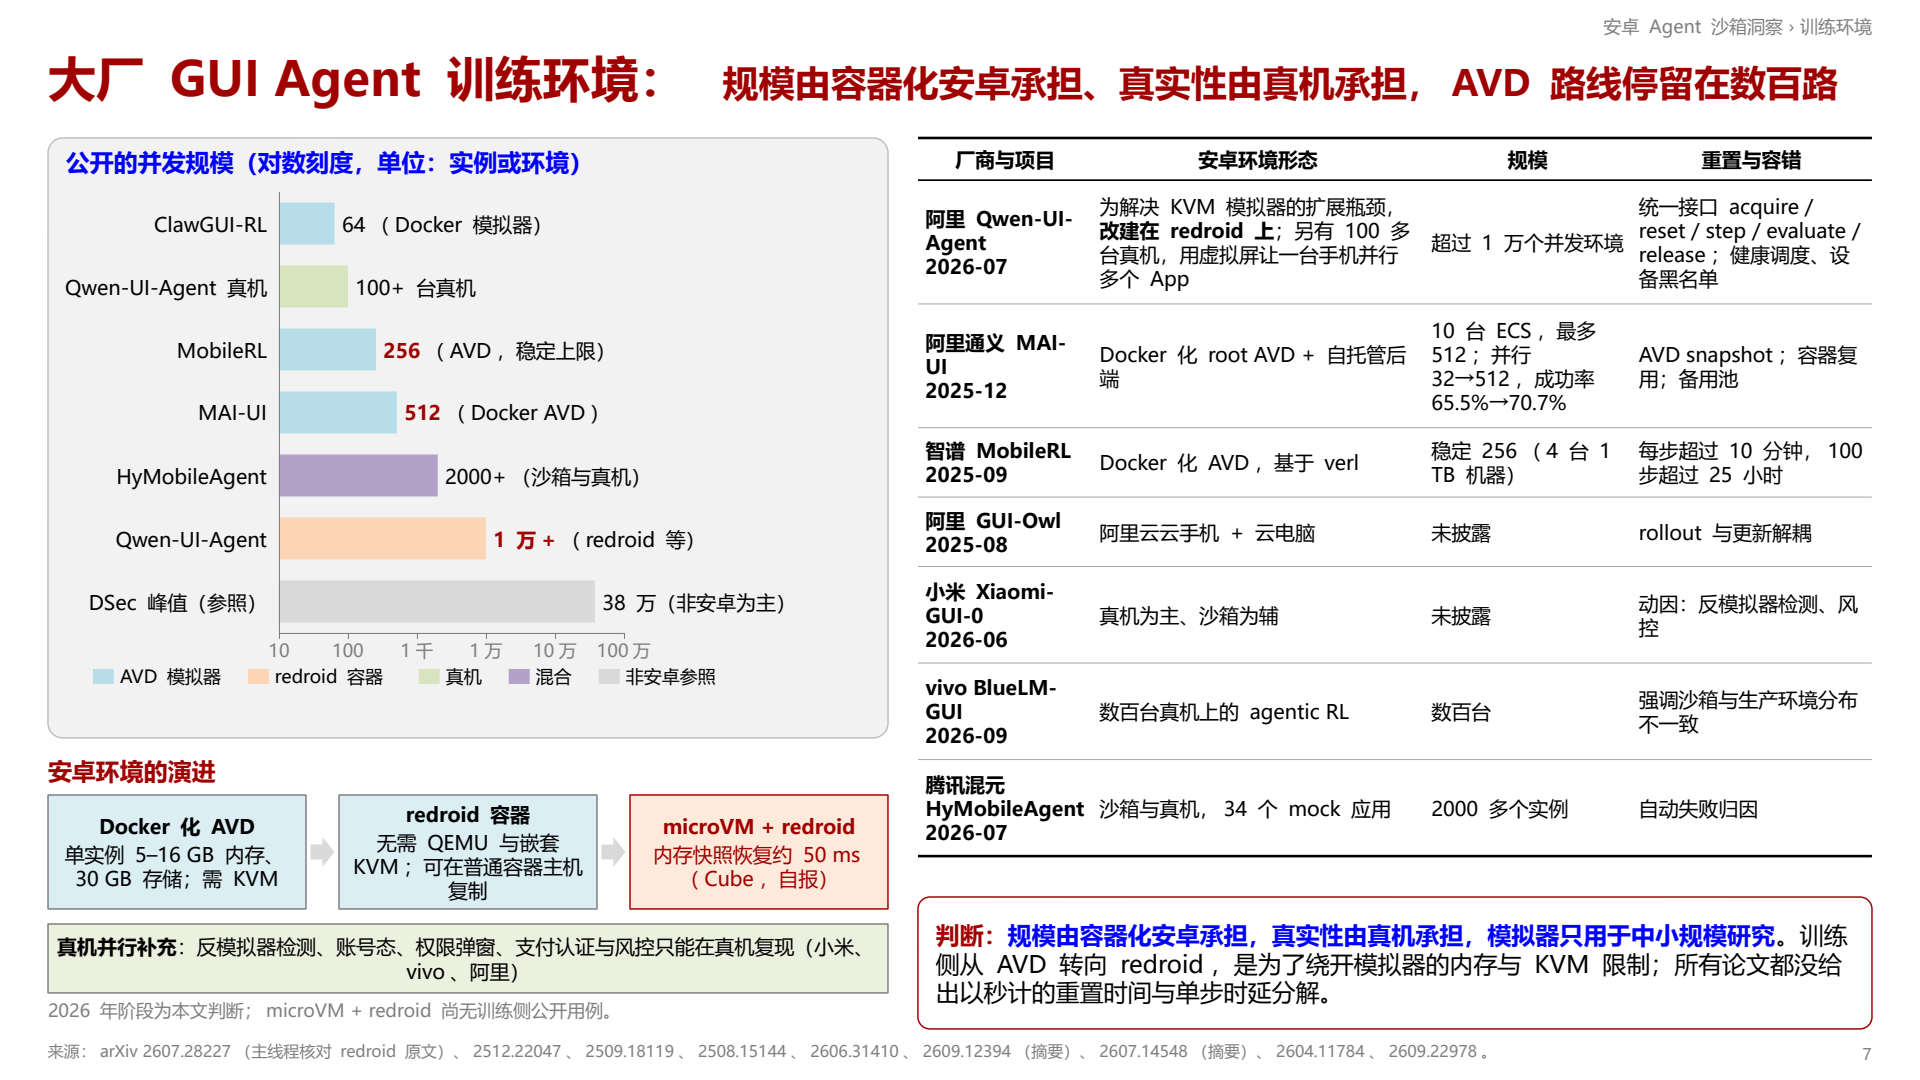 安卓 Agent 沙箱洞察 › 训练环境
大厂 GUI Agent 训练环境： 规模由容器化安卓承担、真实性由真机承担， AVD 路线停留在数百路
公开的并发规模（对数刻度，单位：实例或环境）
ClawGUI-RL 64 （ Docker 模拟器）
Qwen-UI-Agent 真机 100+ 台真机
MobileRL 256 （ AVD ，稳定上限）
MAI-UI 512 （ Docker AVD ）
HyMobileAgent 2000+ （沙箱与真机）
Qwen-UI-Agent 1 万 + （ redroid 等）
DSec 峰值（参照） 38 万（非安卓为主）
10 100 1 千 1 万 10 万 100 万
AVD 模拟器 redroid 容器 真机 混合 非安卓参照
安卓环境的演进
Docker 化 AVD
单实例 5–16 GB 内存、
30 GB 存储；需 KVM
redroid 容器
无需 QEMU 与嵌套
KVM ；可在普通容器主机
复制
microVM + redroid
内存快照恢复约 50 ms
（ Cube ，自报）
真机并行补充：反模拟器检测、账号态、权限弹窗、支付认证与风控只能在真机复现（小米、
vivo 、阿里）
2026 年阶段为本文判断； microVM + redroid 尚无训练侧公开用例。
厂商与项目 安卓环境形态 规模 重置与容错
阿里 Qwen-UI-
Agent
2026-07
为解决 KVM 模拟器的扩展瓶颈，
改建在 redroid 上；另有 100 多
台真机，用虚拟屏让一台手机并行
多个 App
超过 1 万个并发环境
统一接口 acquire /
reset / step / evaluate /
release ；健康调度、设
备黑名单
阿里通义 MAI-
UI
2025-12
Docker 化 root AVD + 自托管后
端
10 台 ECS ，最多
512 ；并行
32→512 ，成功率
65.5%→70.7%
AVD snapshot ；容器复
用；备用池
智谱 MobileRL
2025-09
Docker 化 AVD ，基于 verl
稳定 256 （ 4 台 1
TB 机器）
每步超过 10 分钟， 100
步超过 25 小时
阿里 GUI-Owl
2025-08
阿里云云手机 + 云电脑
未披露
rollout 与更新解耦
小米 Xiaomi-
GUI-0
2026-06
真机为主、沙箱为辅
未披露
动因：反模拟器检测、风
控
vivo BlueLM-
GUI
2026-09
数百台真机上的 agentic RL
数百台
强调沙箱与生产环境分布
不一致
腾讯混元
HyMobileAgent
2026-07
沙箱与真机， 34 个 mock 应用
2000 多个实例
自动失败归因
判断：规模由容器化安卓承担，真实性由真机承担，模拟器只用于中小规模研究。训练
侧从 AVD 转向 redroid ，是为了绕开模拟器的内存与 KVM 限制；所有论文都没给
出以秒计的重置时间与单步时延分解。
来源： arXiv 2607.28227 （主线程核对 redroid 原文）、 2512.22047 、 2509.18119 、 2508.15144 、 2606.31410 、 2609.12394 （摘要）、 2607.14548 （摘要）、 2604.11784 、 2609.22978 。
7